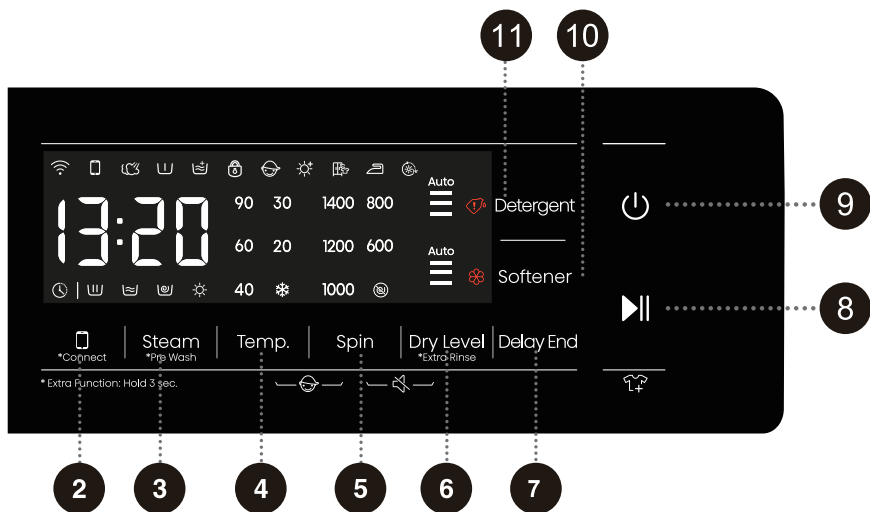 11 10
Auto
90 30 1400 800
Detergent
13:20
9
60 20 1200 600
Auto
Softener
40 1000
8
Steam Temp. Spin Dry Level Delay End
*Connect *Pre Wash *Extra Rinse
* Extra Function: Hold 3 sec.
2 3 4 5 6 7